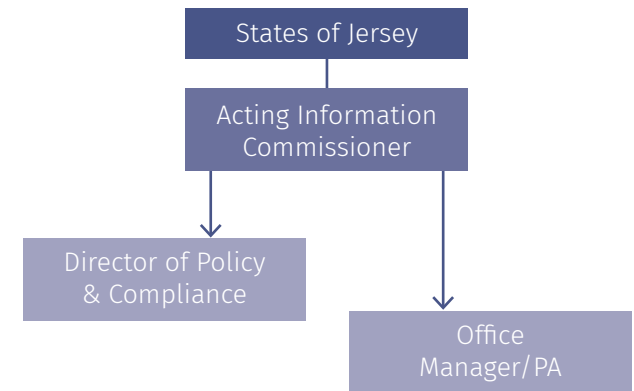 States of Jersey
Acting Information
Commissioner
Director of Policy
& Compliance
Office
Manager/PA